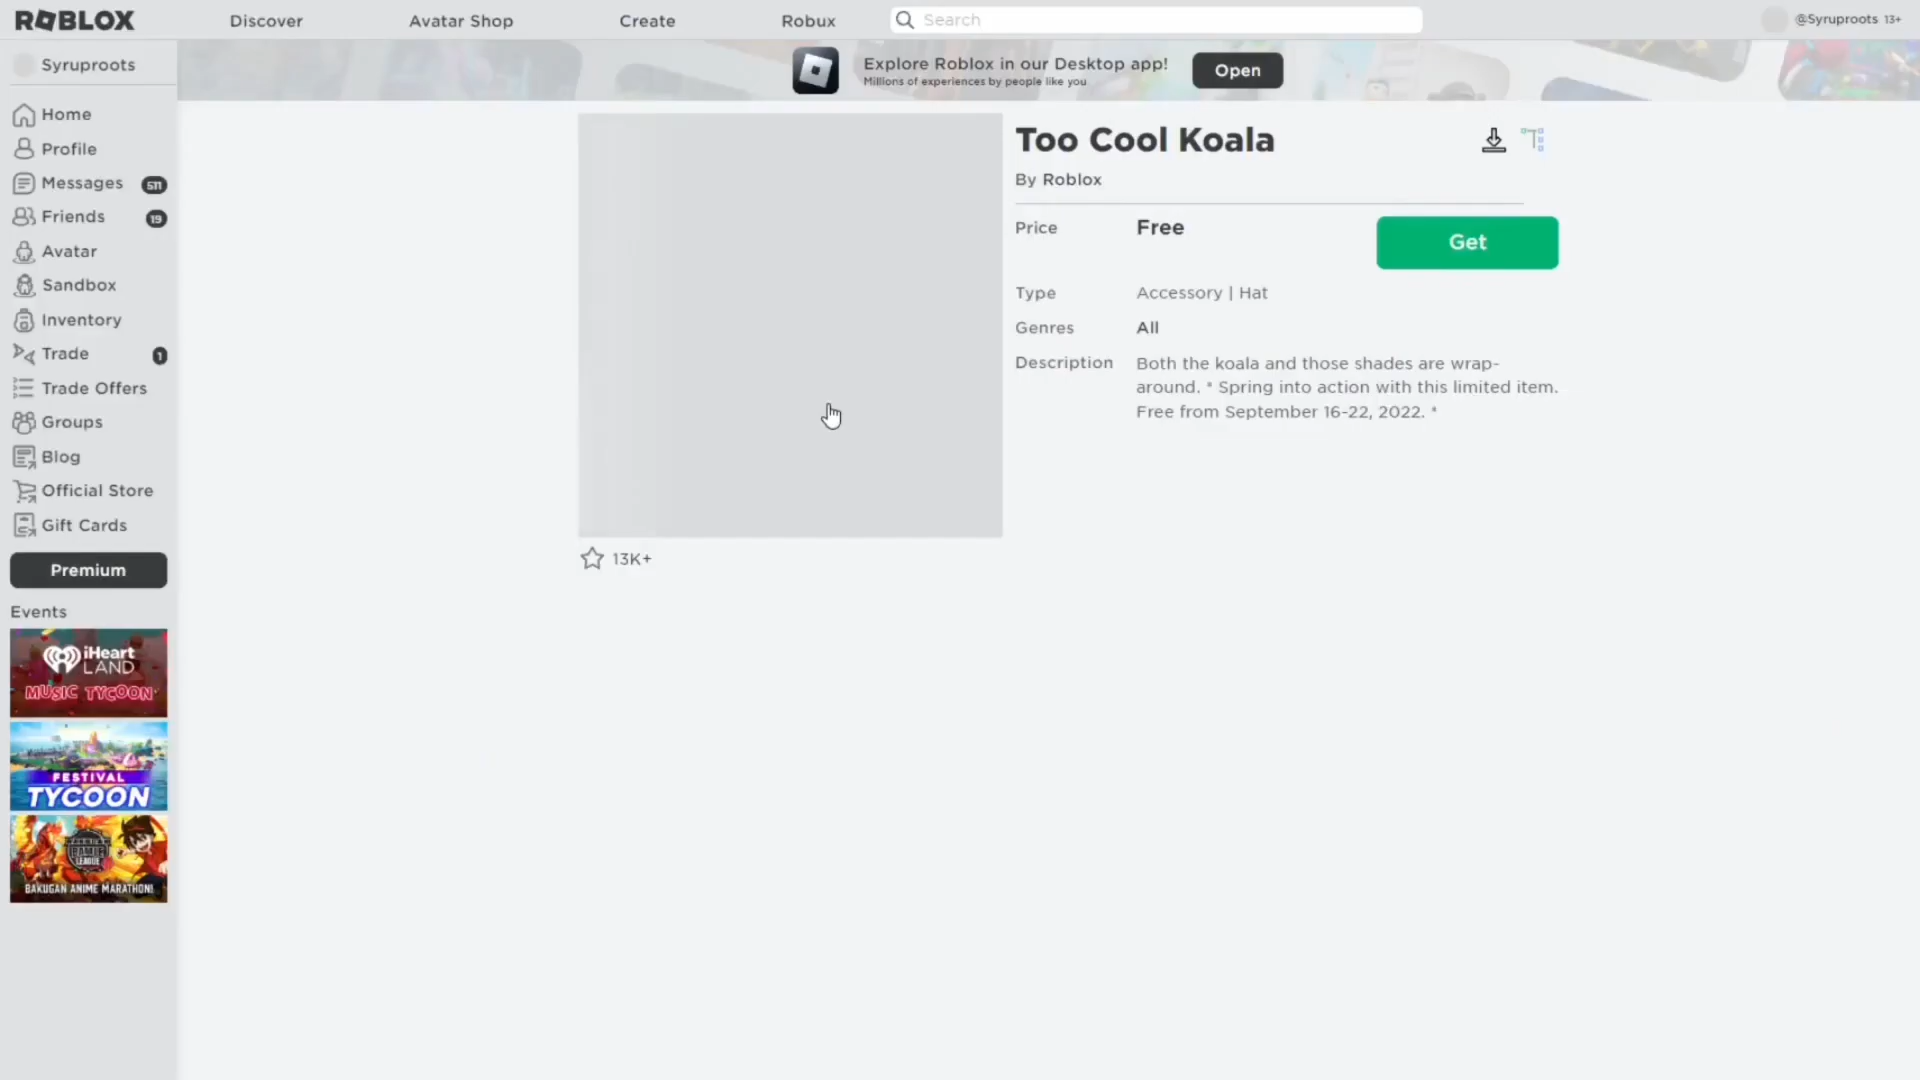 ROBLOX
Discover
Avatar Shop
Create
Robux
Search
@Syruproots 13+
Syruproots
Explore Roblox in our Desktop app!
Millions of experiences by people like you
Open
Home
Profile
Messages 511
Friends 19
Avatar
Sandbox
Inventory
Trade 1
Trade Offers
Groups
Blog
Official Store
Gift Cards
Premium
Events
iHeart
LAND
MUSIC TYCOON
FESTIVAL
TYCOON
LEAGUE
BAKUGAN ANIME MARATHON!
Too Cool Koala
By Roblox
Price Free
Get
Type Accessory | Hat
Genres All
Description Both the koala and those shades are wrap-
around. * Spring into action with this limited item.
Free from September 16-22, 2022. *
13K+